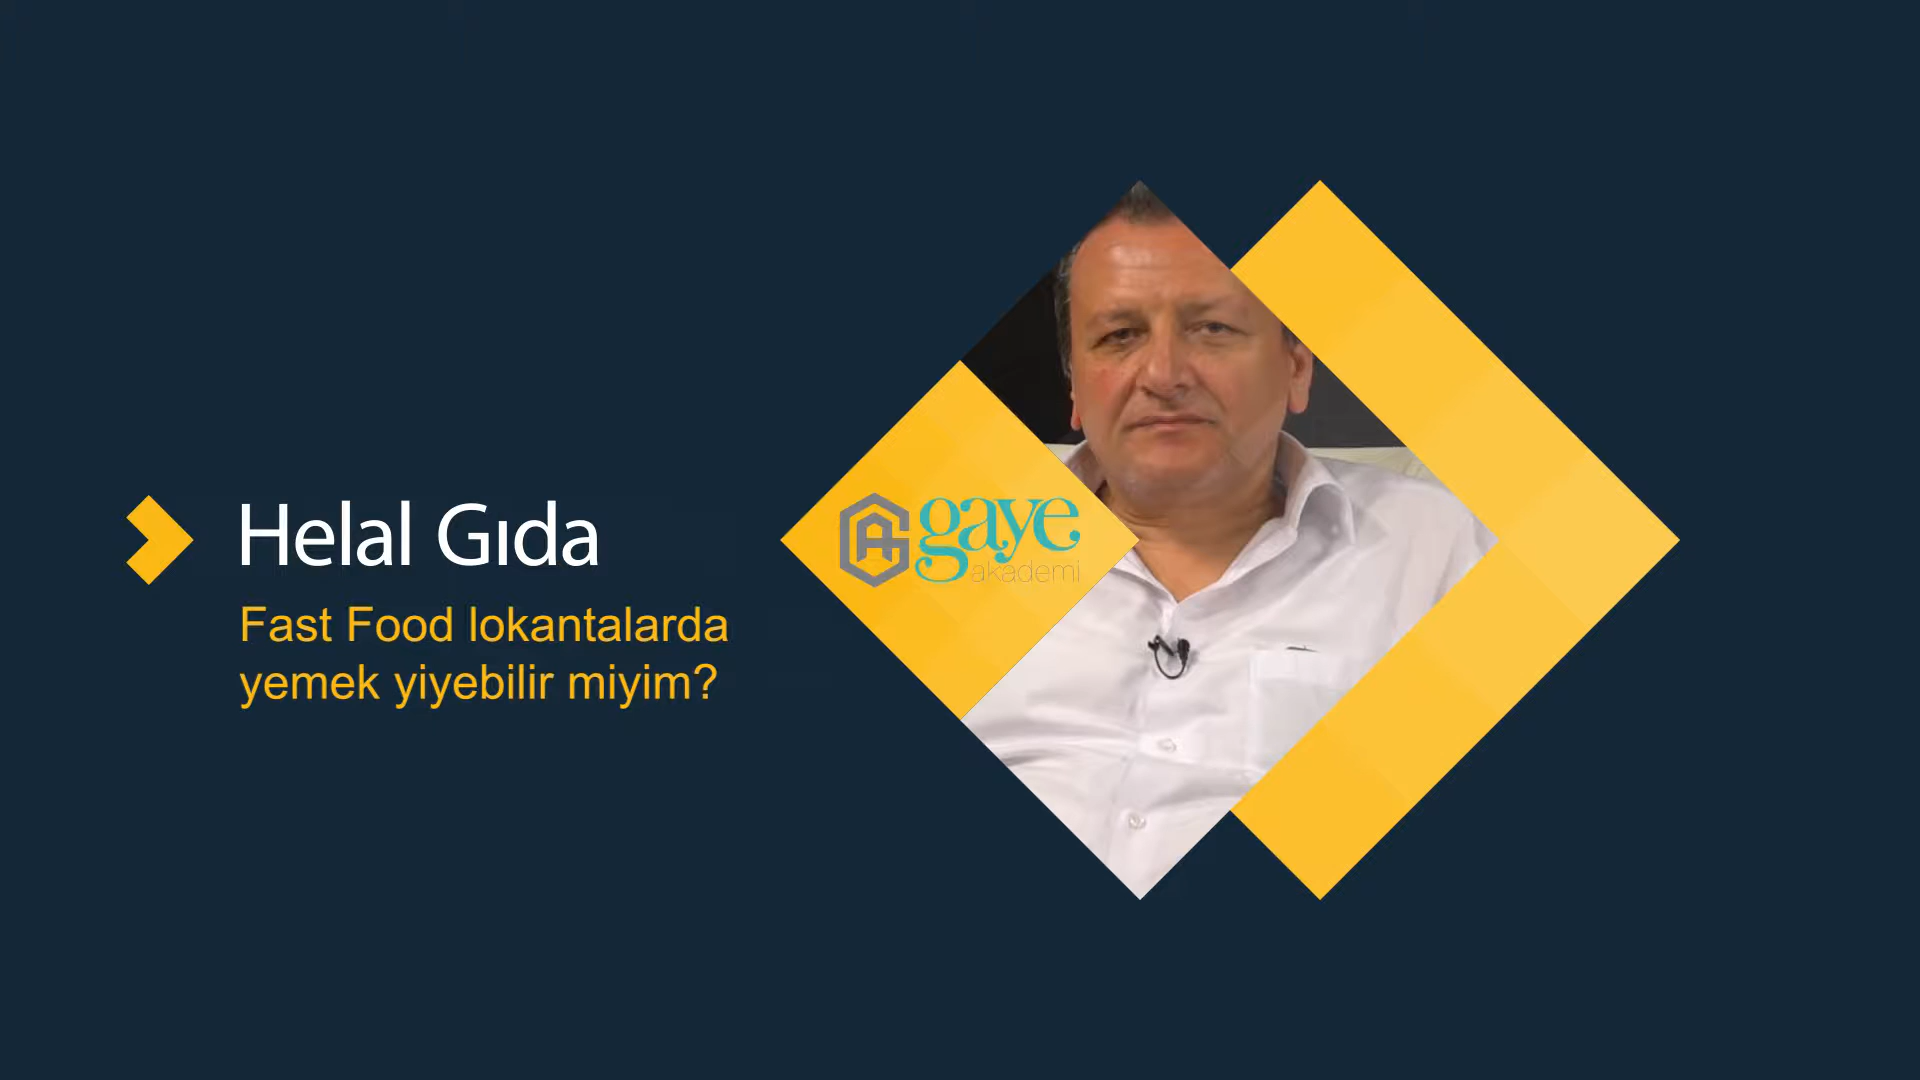 Helal Gıda
Fast Food lokantalarda
yemek yiyebilir miyim?
gaye
akademi